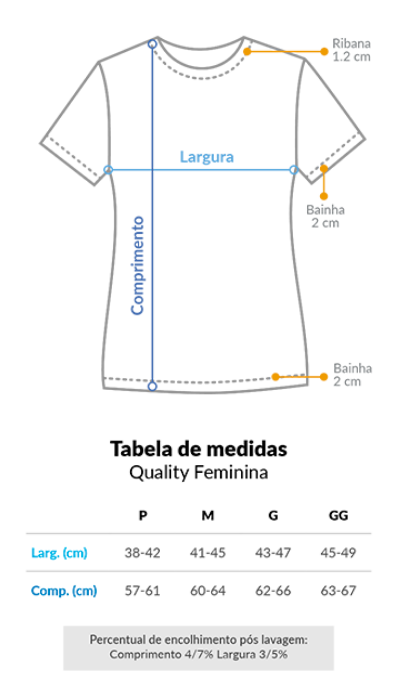 Ribana
1.2 cm
Largura
Bainha
2 cm
Comprimento
Bainha
2 cm
Tabela de medidas
Quality Feminina
P M G GG
Larg. (cm) 38-42 41-45 43-47 45-49
Comp. (cm) 57-61 60-64 62-66 63-67
Percentual de encolhimento pós lavagem:
Comprimento 4/7% Largura 3/5%